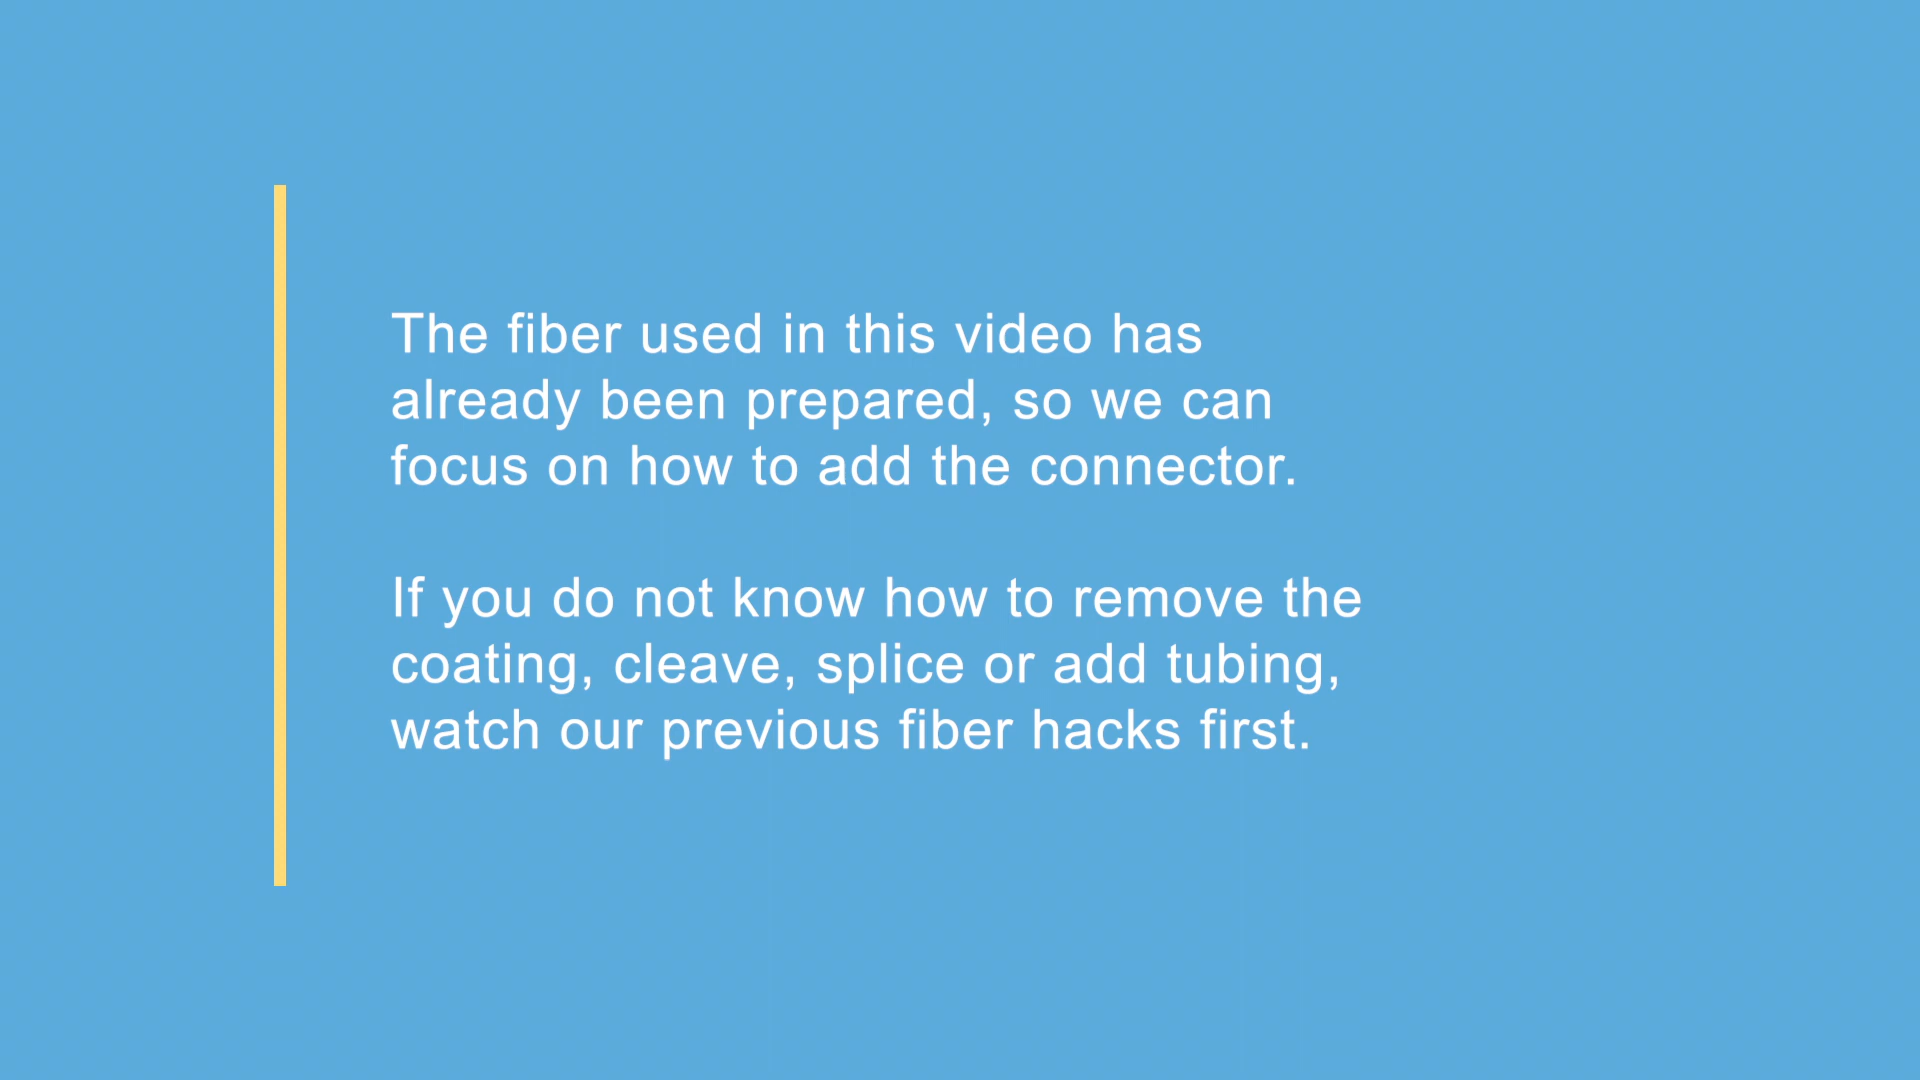 The fiber used in this video has
already been prepared, so we can
focus on how to add the connector.
If you do not know how to remove the
coating, cleave, splice or add tubing,
watch our previous fiber hacks first.